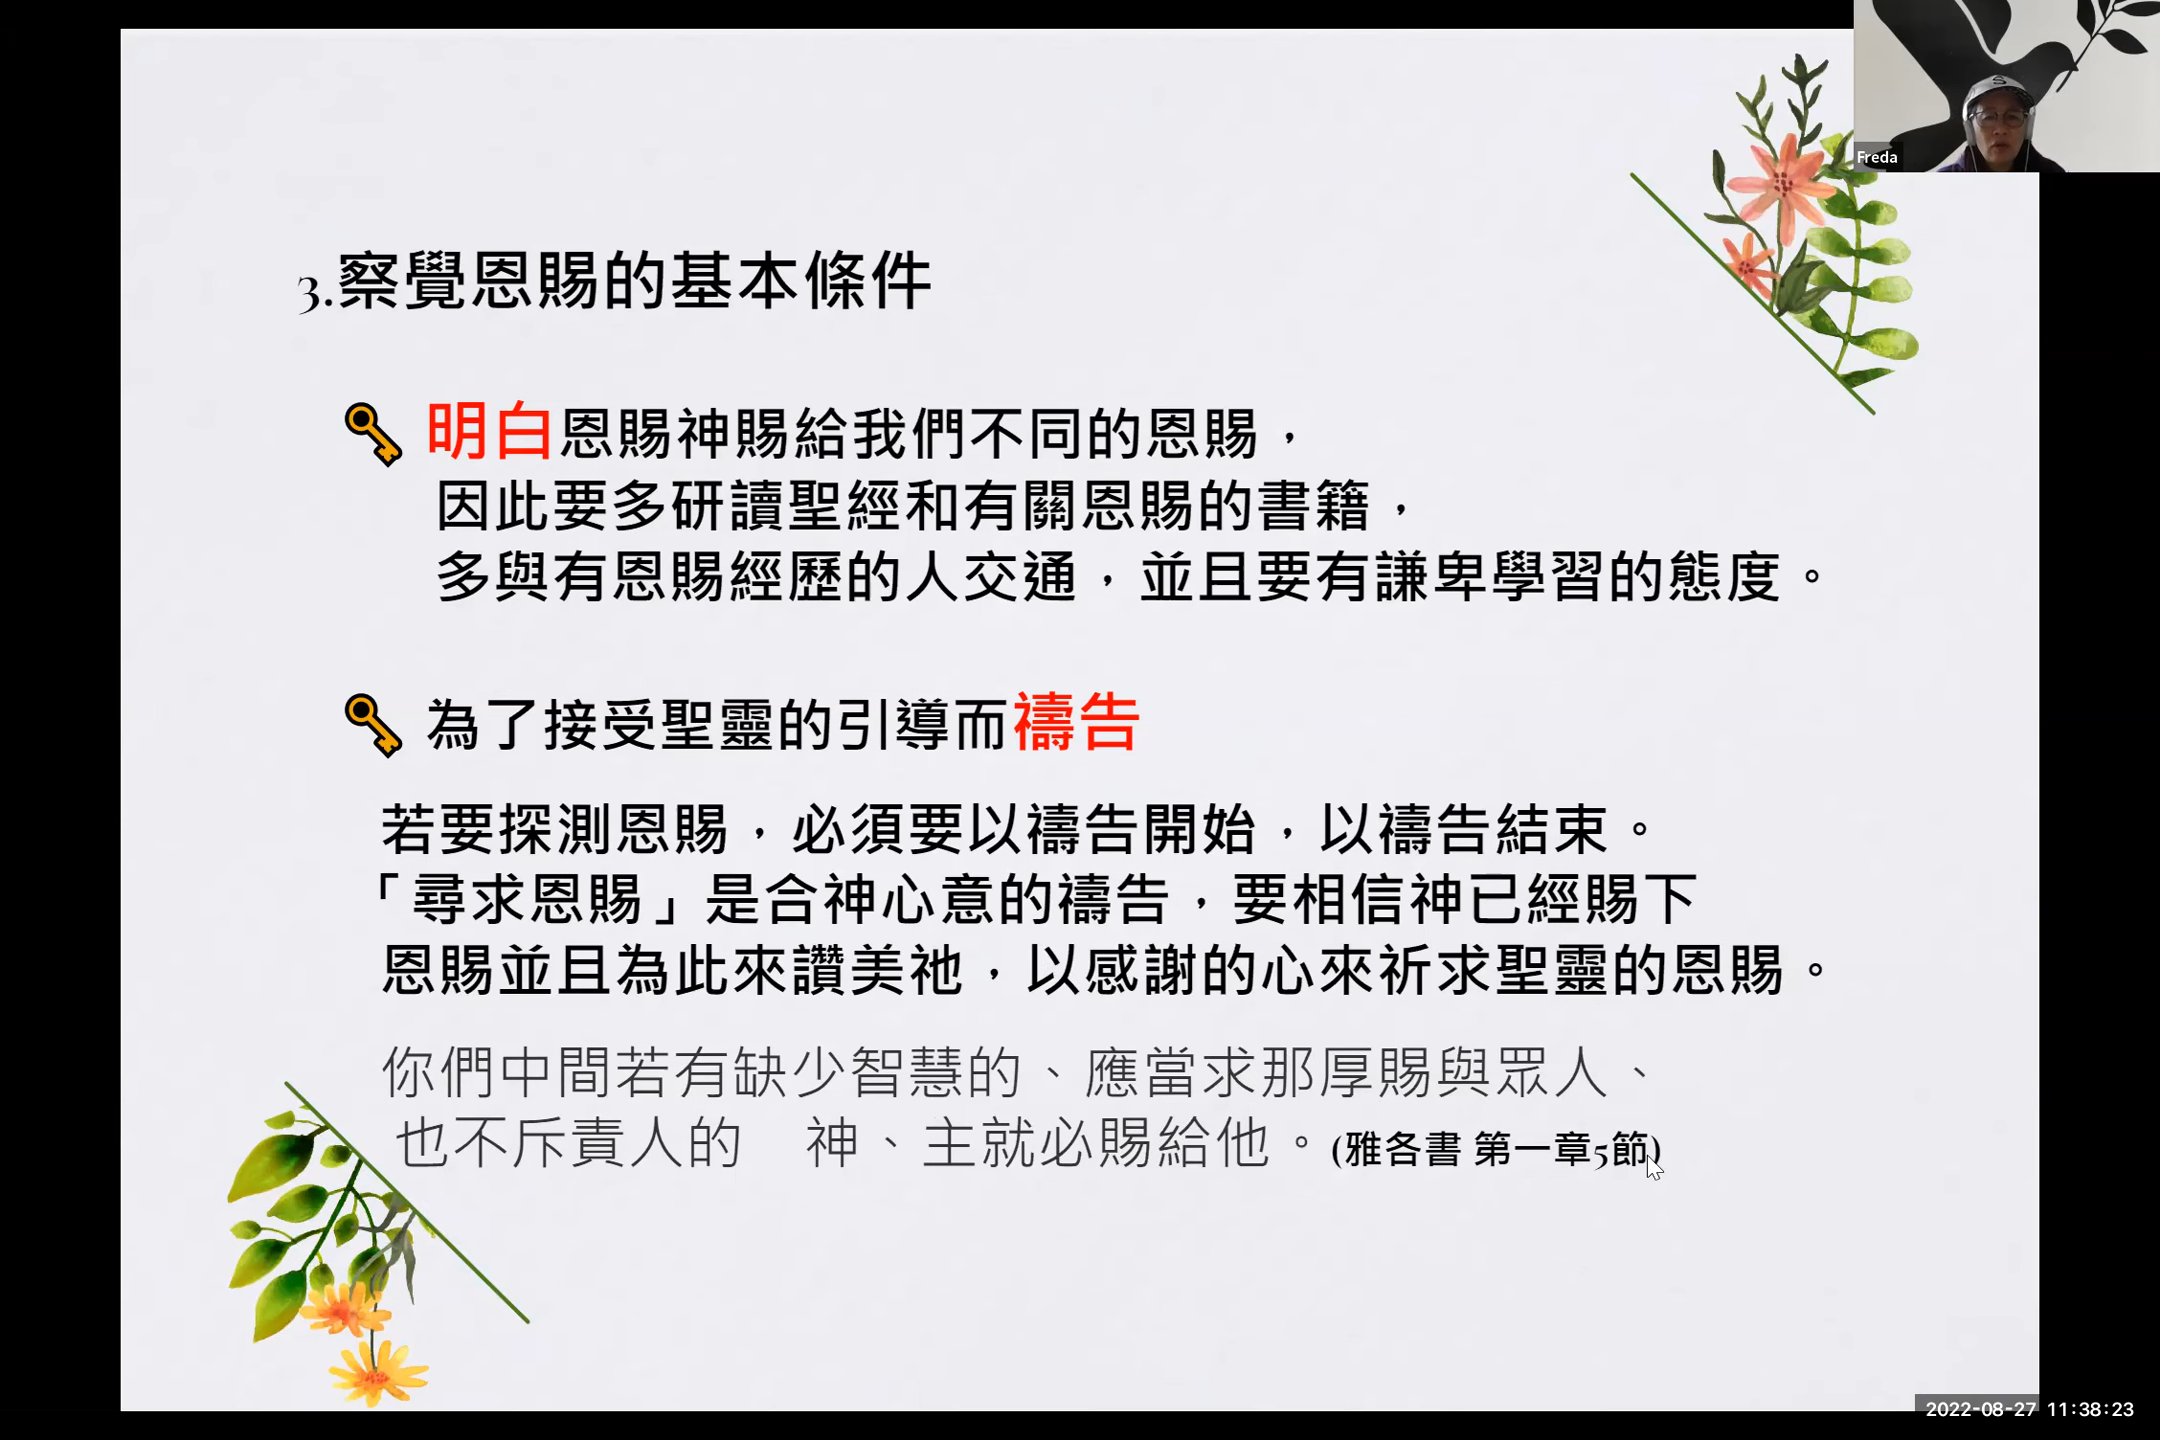 Freda
3.察覺恩賜的基本條件
明白恩賜神賜給我們不同的恩賜，
因此要多研讀聖經和有關恩賜的書籍，
多與有恩賜經歷的人交通，並且要有謙卑學習的態度。
為了接受聖靈的引導而禱告
若要探測恩賜，必須要以禱告開始，以禱告結束。
「尋求恩賜」是合神心意的禱告，要相信神已經賜下
恩賜並且為此來讚美祂，以感謝的心來祈求聖靈的恩賜。
你們中間若有缺少智慧的、應當求那厚賜與眾人、
也不斥責人的　神、主就必賜給他。(雅各書 第一章5節)
2022-08-27 11:38:23